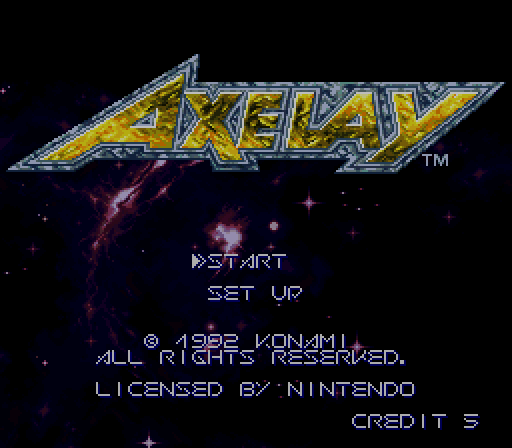 AXELAY
TM
START
SET UP
© 1992 KONAMI
ALL RIGHTS RESERVED.
LICENSED BY NINTENDO
CREDIT 5